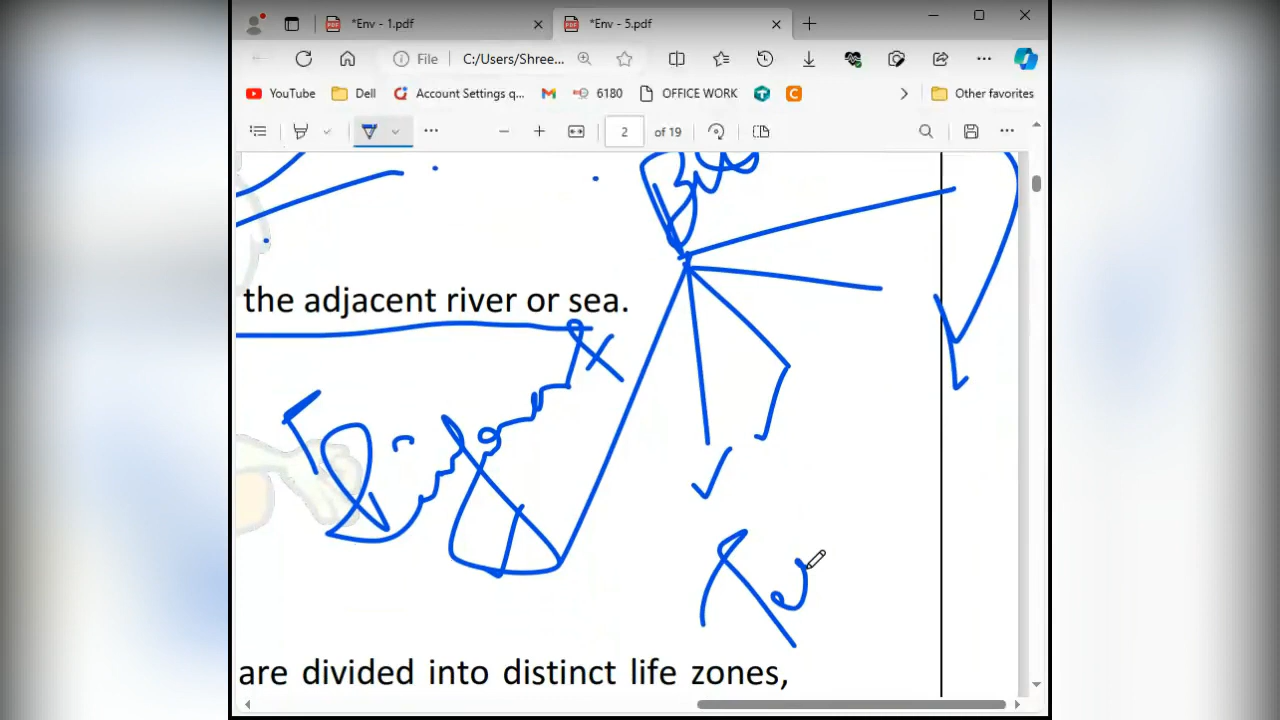 *Env - 1.pdf
*Env - 5.pdf
File C:/Users/Shree...
YouTube Dell Account Settings q... 6180 OFFICE WORK Other favorites
2 of 19
the adjacent river or sea.
are divided into distinct life zones,